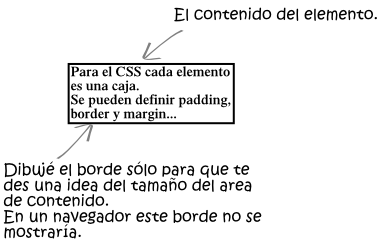 El contenido del elemento.
Para el CSS cada elemento
es una caja.
Se pueden definir padding,
border y margin...
Dibujé el borde sólo para que te
des una idea del tamaño del area
de contenido.
En un navegador este borde no se
mostraría.